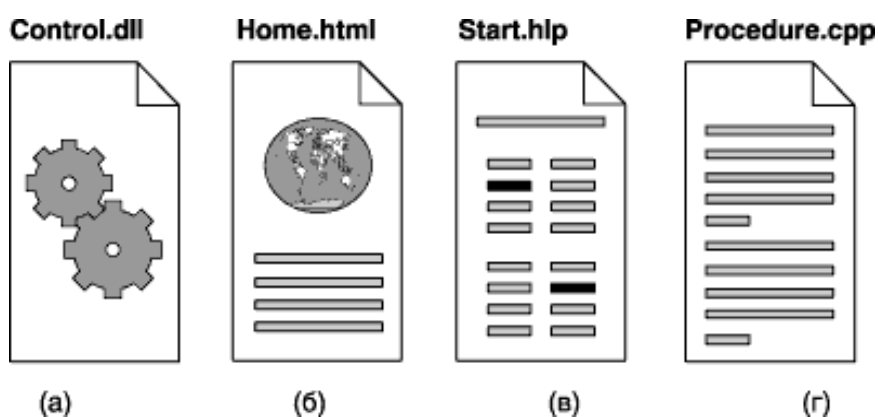 Control.dll Home.html Start.hlp Procedure.cpp
(а) (б) (в) (г)